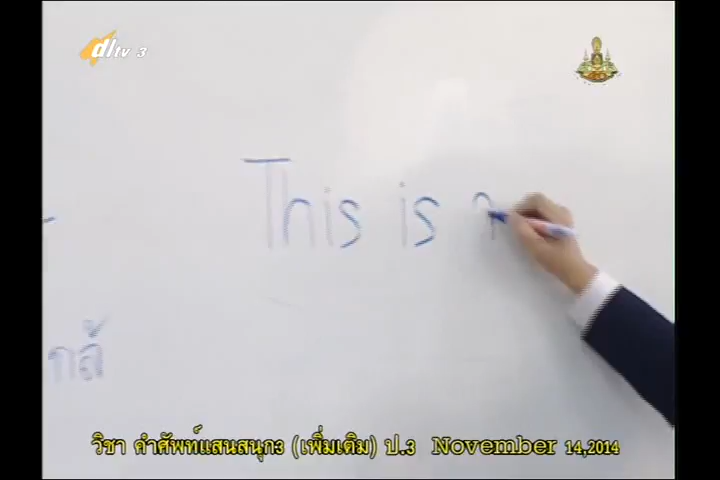 dltv 3
This is
กล้
วิชา คำศัพท์แสนสนุก3 (เพิ่มเติม) ป.3 November 14,2014